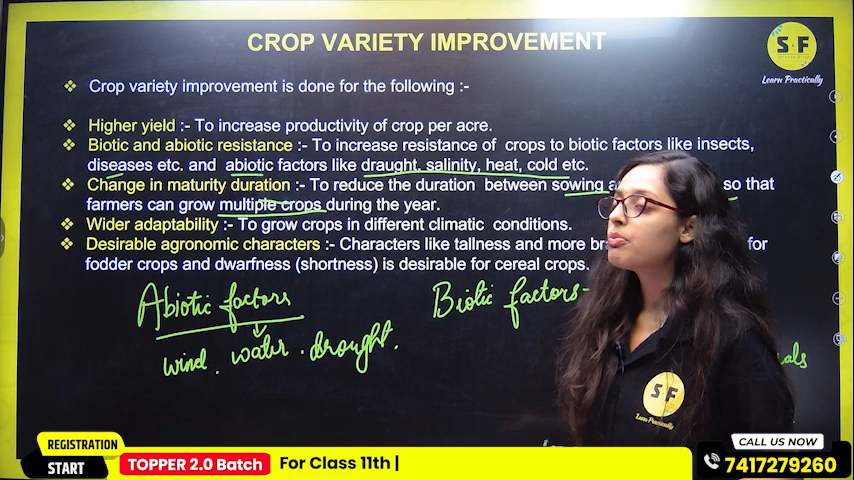 CROP VARIETY IMPROVEMENT
S F
Learn Practically
❖ Crop variety improvement is done for the following :-
❖ Higher yield :- To increase productivity of crop per acre.
❖ Biotic and abiotic resistance :- To increase resistance of crops to biotic factors like insects,
diseases etc. and abiotic factors like draught, salinity, heat, cold etc.
❖ Change in maturity duration :- To reduce the duration between sowing so that
farmers can grow multiple crops during the year.
❖ Wider adaptability :- To grow crops in different climatic conditions.
❖ Desirable agronomic characters :- Characters like tallness and more for
fodder crops and dwarfness (shortness) is desirable for cereal crops.
Abiotic factors
Biotic factors-
wind. water. Drought.
S F
Learn Practically
REGISTRATION
START
TOPPER 2.0 Batch
For Class 11th |
CALL US NOW
7417279260